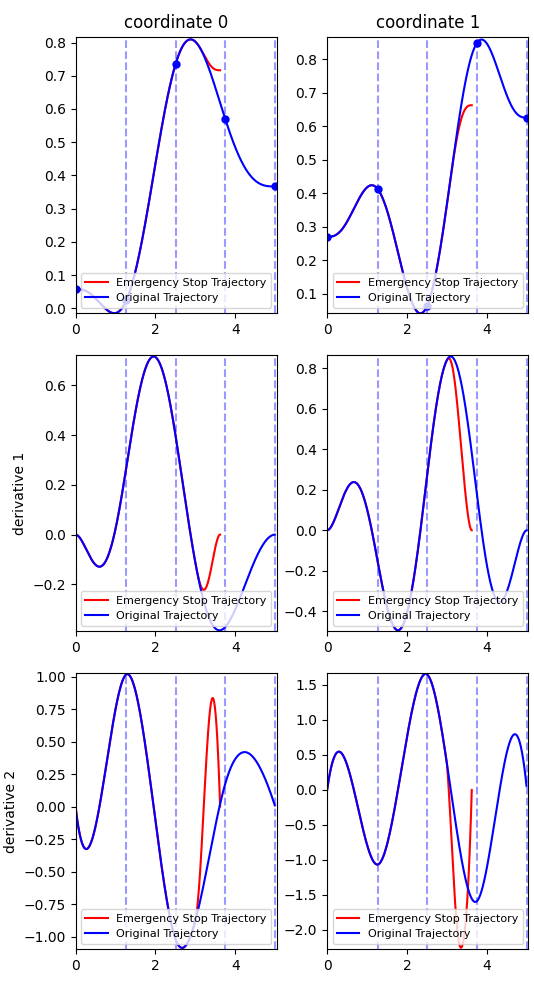 coordinate 0
coordinate 1
0.8
0.7
0.6
0.5
0.4
0.3
0.2
0.1
0.0
0.8
0.7
0.6
0.5
0.4
0.3
0.2
0.1
Emergency Stop Trajectory
Original Trajectory
Emergency Stop Trajectory
Original Trajectory
0 2 4
0 2 4
derivative 1
0.6
0.4
0.2
0.0
−0.2
0.8
0.6
0.4
0.2
0.0
−0.2
−0.4
Emergency Stop Trajectory
Original Trajectory
Emergency Stop Trajectory
Original Trajectory
0 2 4
0 2 4
derivative 2
1.00
0.75
0.50
0.25
0.00
−0.25
−0.50
−0.75
−1.00
1.5
1.0
0.5
0.0
−0.5
−1.0
−1.5
−2.0
Emergency Stop Trajectory
Original Trajectory
Emergency Stop Trajectory
Original Trajectory
0 2 4
0 2 4